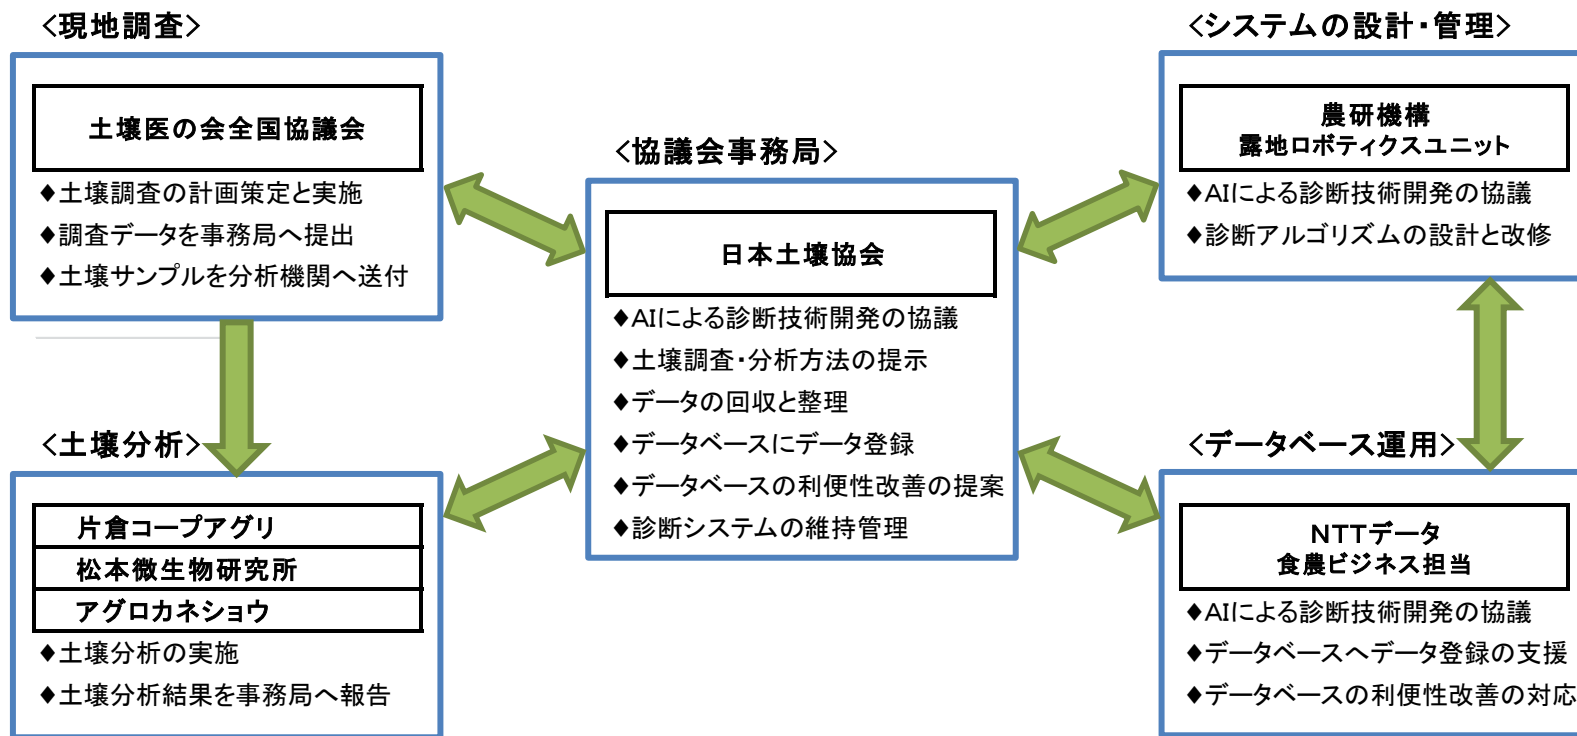 <現地調査>
土壌医の会全国協議会
♦土壌調査の計画策定と実施
♦調査データを事務局へ提出
♦土壌サンプルを分析機関へ送付
<土壌分析>
片倉コープアグリ
松本微生物研究所
アグロカネショウ
♦土壌分析の実施
♦土壌分析結果を事務局へ報告
<協議会事務局>
日本土壌協会
♦AIによる診断技術開発の協議
♦土壌調査・分析方法の提示
♦データの回収と整理
♦データベースにデータ登録
♦データベースの利便性改善の提案
♦診断システムの維持管理
<システムの設計・管理>
農研機構
露地ロボティクスユニット
♦AIによる診断技術開発の協議
♦診断アルゴリズムの設計と改修
<データベース運用>
NTTデータ
食農ビジネス担当
♦AIによる診断技術開発の協議
♦データベースへデータ登録の支援
♦データベースの利便性改善の対応